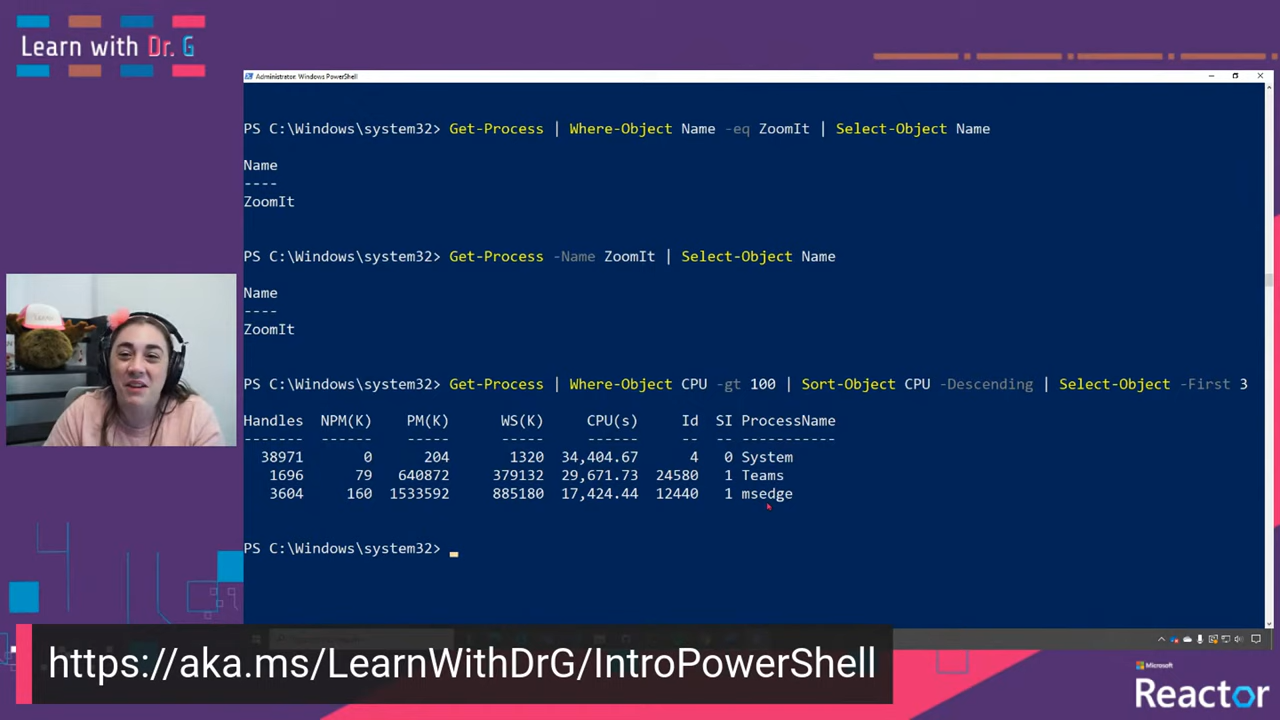 Learn with Dr. G
Administrator: Windows PowerShell
PS C:\Windows\system32> Get-Process | Where-Object Name -eq ZoomIt | Select-Object Name
Name
----
ZoomIt
PS C:\Windows\system32> Get-Process -Name ZoomIt | Select-Object Name
Name
----
ZoomIt
PS C:\Windows\system32> Get-Process | Where-Object CPU -gt 100 | Sort-Object CPU -Descending | Select-Object -First 3
Handles NPM(K) PM(K) WS(K) CPU(s) Id SI ProcessName
------- ------ ----- ----- ------ -- -- -----------
38971 0 204 1320 34,404.67 4 0 System
1696 79 640872 379132 29,671.73 24580 1 Teams
3604 160 1533592 885180 17,424.44 12440 1 msedge
PS C:\Windows\system32>
https://aka.ms/LearnWithDrG/IntroPowerShell
Microsoft
Reactor